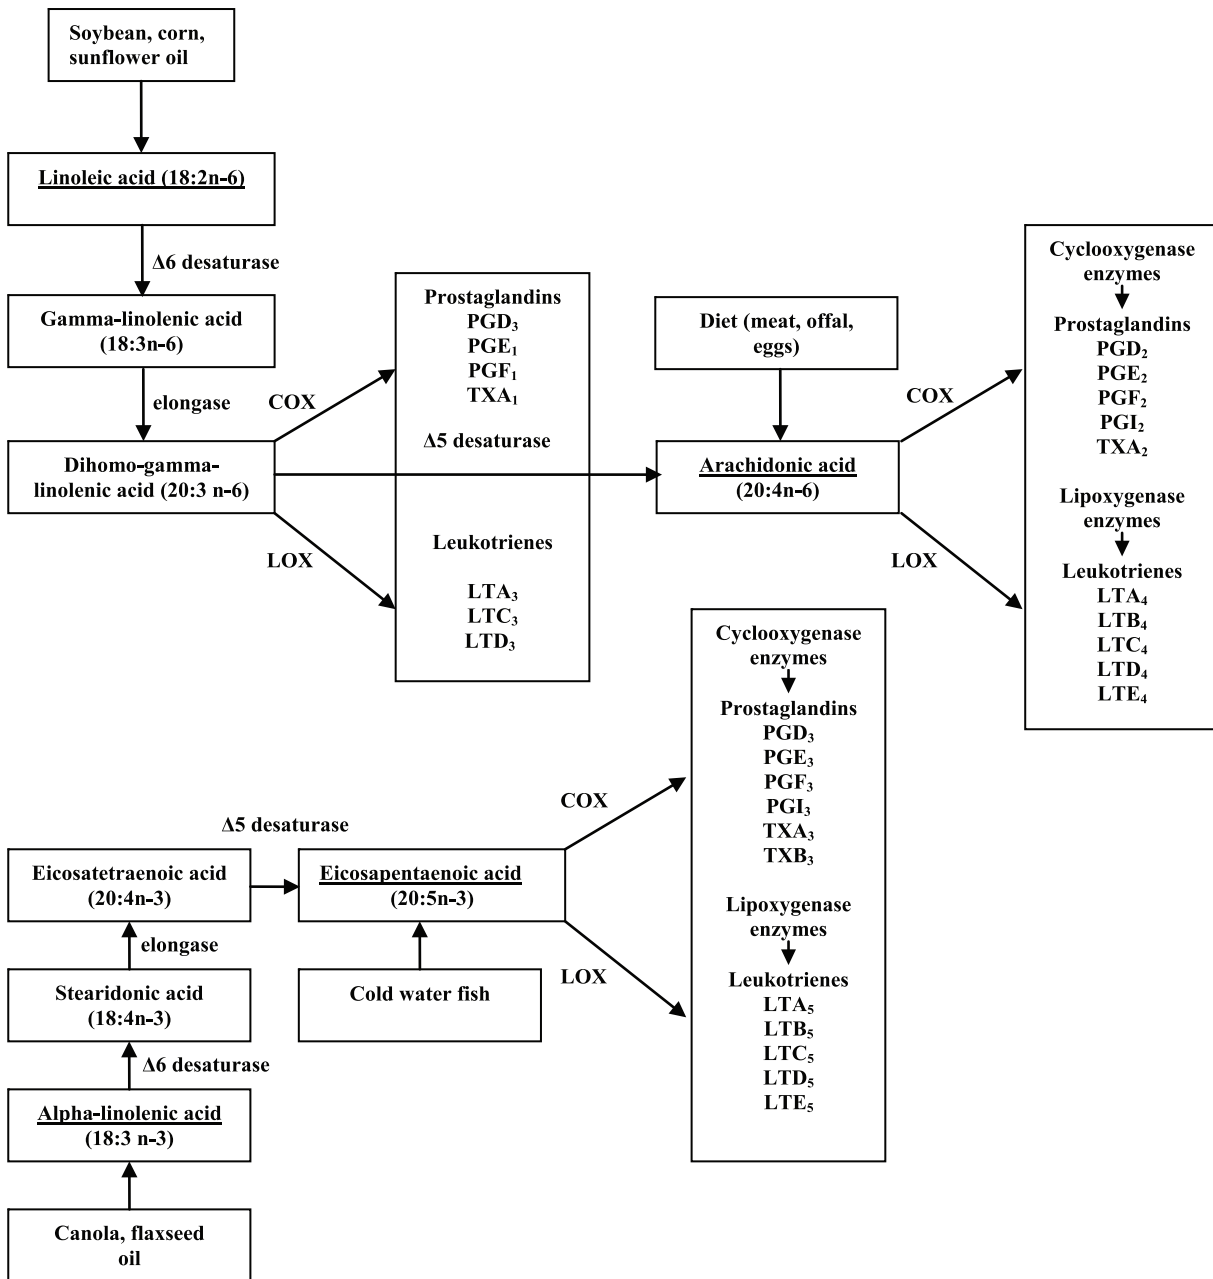 Soybean, corn,
sunflower oil
Linoleic acid (18:2n-6)
Δ6 desaturase
Gamma-linolenic acid
(18:3n-6)
elongase
Dihomo-gamma-
linolenic acid (20:3 n-6)
COX
LOX
Prostaglandins
PGD₃
PGE₁
PGF₁
TXA₁
Δ5 desaturase
Leukotrienes
LTA₃
LTC₃
LTD₃
Diet (meat, offal,
eggs)
Arachidonic acid
(20:4n-6)
COX
LOX
Cyclooxygenase
enzymes
Prostaglandins
PGD₂
PGE₂
PGF₂
PGI₂
TXA₂
Lipoxygenase
enzymes
Leukotrienes
LTA₄
LTB₄
LTC₄
LTD₄
LTE₄
Cyclooxygenase
enzymes
Prostaglandins
PGD₃
PGE₃
PGF₃
PGI₃
TXA₃
TXB₃
Lipoxygenase
enzymes
Leukotrienes
LTA₅
LTB₅
LTC₅
LTD₅
LTE₅
COX
LOX
Δ5 desaturase
Eicosatetraenoic acid
(20:4n-3)
Eicosapentaenoic acid
(20:5n-3)
elongase
Stearidonic acid
(18:4n-3)
Cold water fish
Δ6 desaturase
Alpha-linolenic acid
(18:3 n-3)
Canola, flaxseed
oil